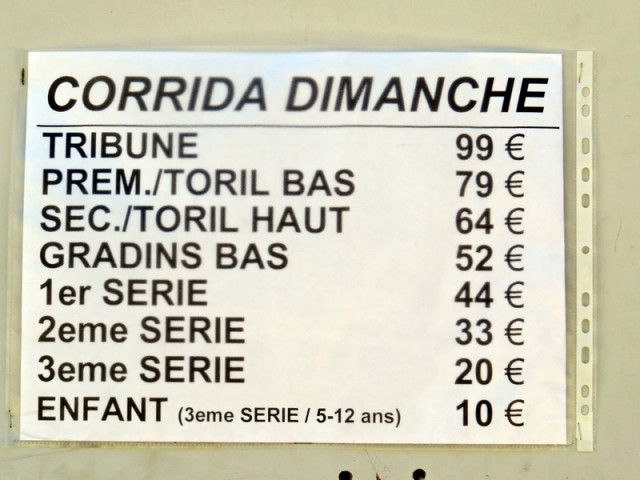 CORRIDA DIMANCHE
TRIBUNE 99 €
PREM./TORIL BAS 79 €
SEC./TORIL HAUT 64 €
GRADINS BAS 52 €
1er SERIE 44 €
2eme SERIE 33 €
3eme SERIE 20 €
ENFANT (3eme SERIE / 5-12 ans) 10 €